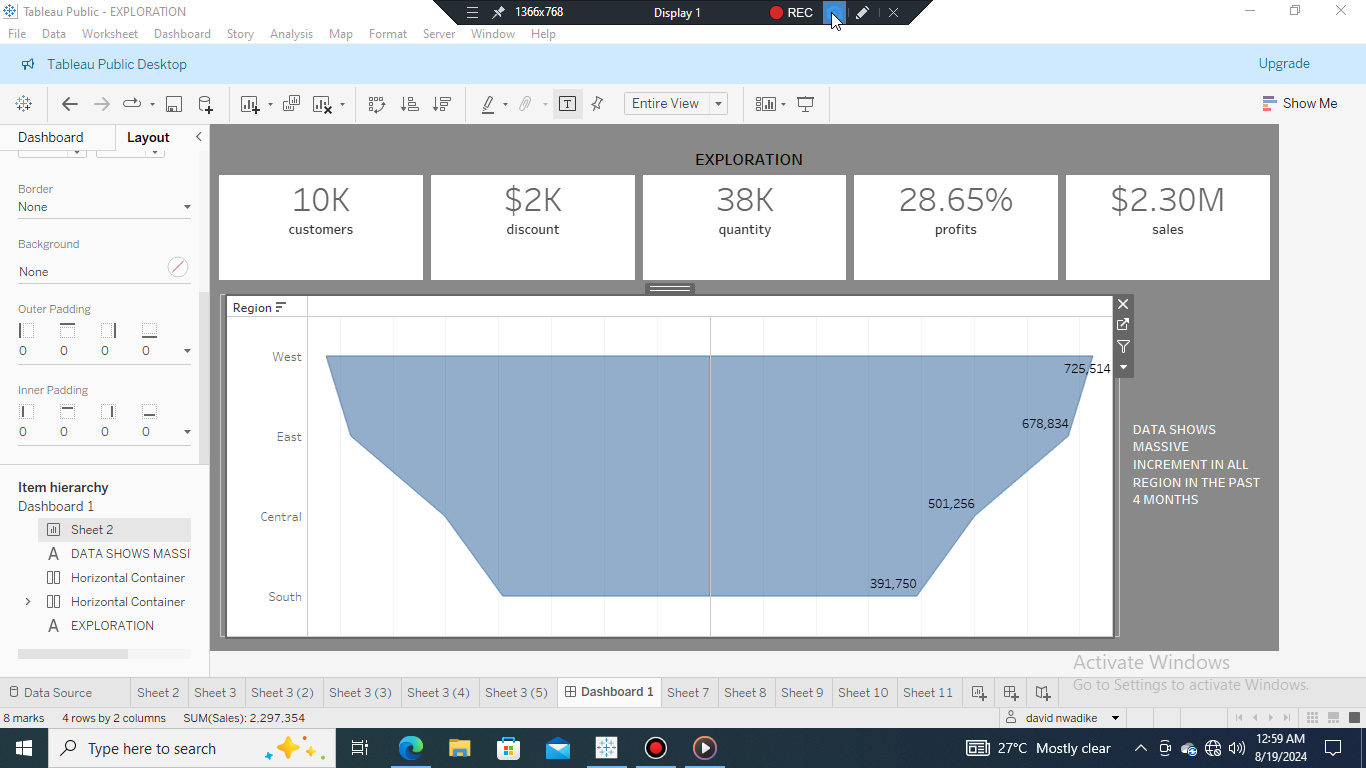 Tableau Public - EXPLORATION
1366x768
Display 1
REC
File Data Worksheet Dashboard Story Analysis Map Format Server Window Help
Tableau Public Desktop
Upgrade
Entire View
Show Me
Dashboard
Layout
Border
None
Background
None
Outer Padding
0 0 0 0
Inner Padding
0 0 0 0
Item hierarchy
Dashboard 1
Sheet 2
DATA SHOWS MASSI
Horizontal Container
Horizontal Container
EXPLORATION
EXPLORATION
10K
customers
$2K
discount
38K
quantity
28.65%
profits
$2.30M
sales
Region
West
725,514
East
678,834
Central
501,256
South
391,750
DATA SHOWS
MASSIVE
INCREMENT IN ALL
REGION IN THE PAST
4 MONTHS
Activate Windows
Go to Settings to activate Windows.
Data Source Sheet 2 Sheet 3 Sheet 3 (2) Sheet 3 (3) Sheet 3 (4) Sheet 3 (5) Dashboard 1 Sheet 7 Sheet 8 Sheet 9 Sheet 10 Sheet 11
8 marks 4 rows by 2 columns SUM(Sales): 2,297,354
david nwadike
Type here to search
27°C Mostly clear
12:59 AM
8/19/2024